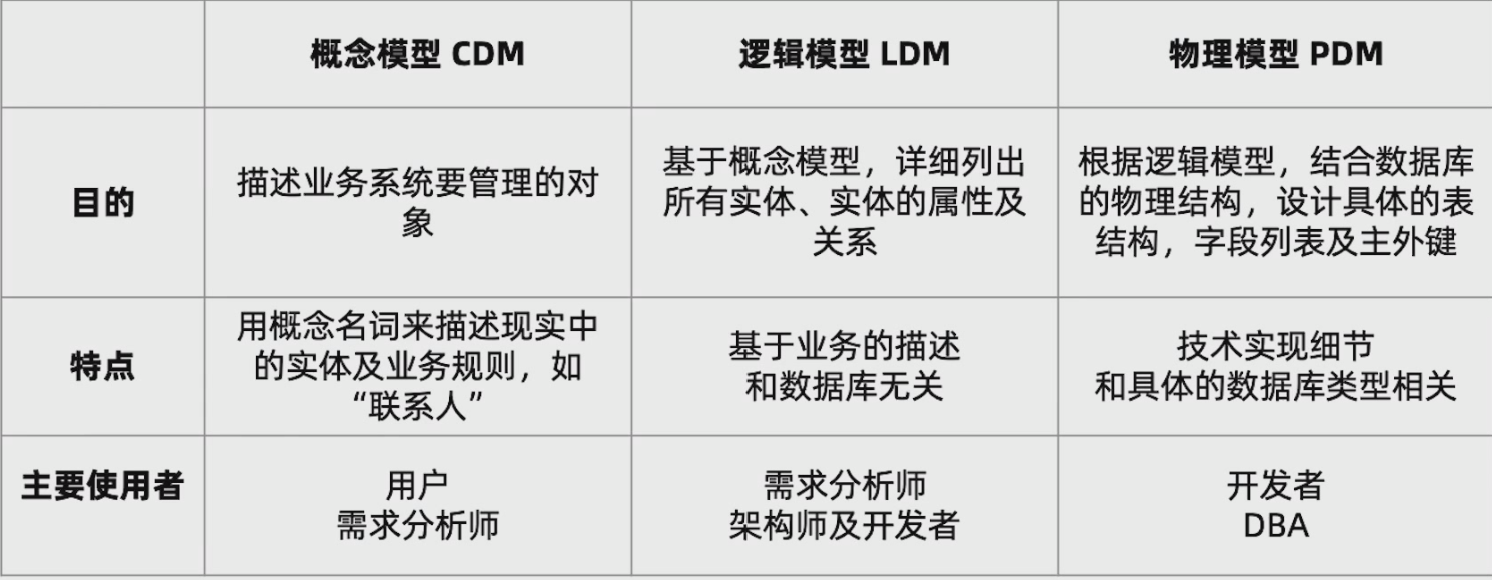 概念模型 CDM
逻辑模型 LDM
物理模型 PDM
目的
描述业务系统要管理的对
象
基于概念模型，详细列出
所有实体、实体的属性及
关系
根据逻辑模型，结合数据库
的物理结构，设计具体的表
结构，字段列表及主外键
特点
用概念名词来描述现实中
的实体及业务规则，如
“联系人”
基于业务的描述
和数据库无关
技术实现细节
和具体的数据库类型相关
主要使用者
用户
需求分析师
需求分析师
架构师及开发者
开发者
DBA